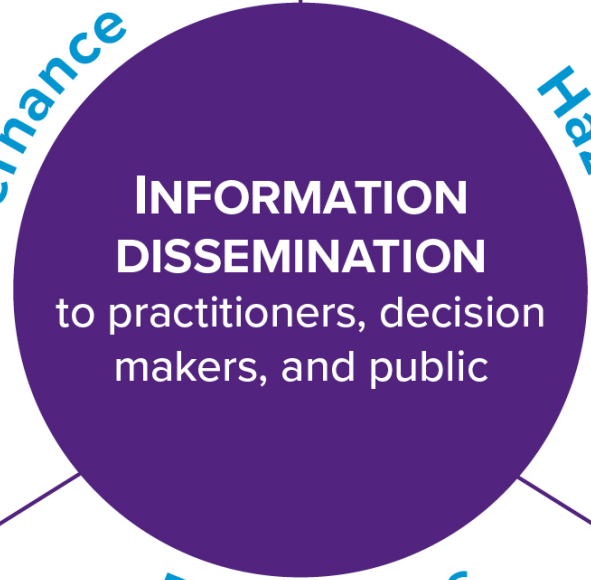 INFORMATION
DISSEMINATION
to practitioners, decision
makers, and public